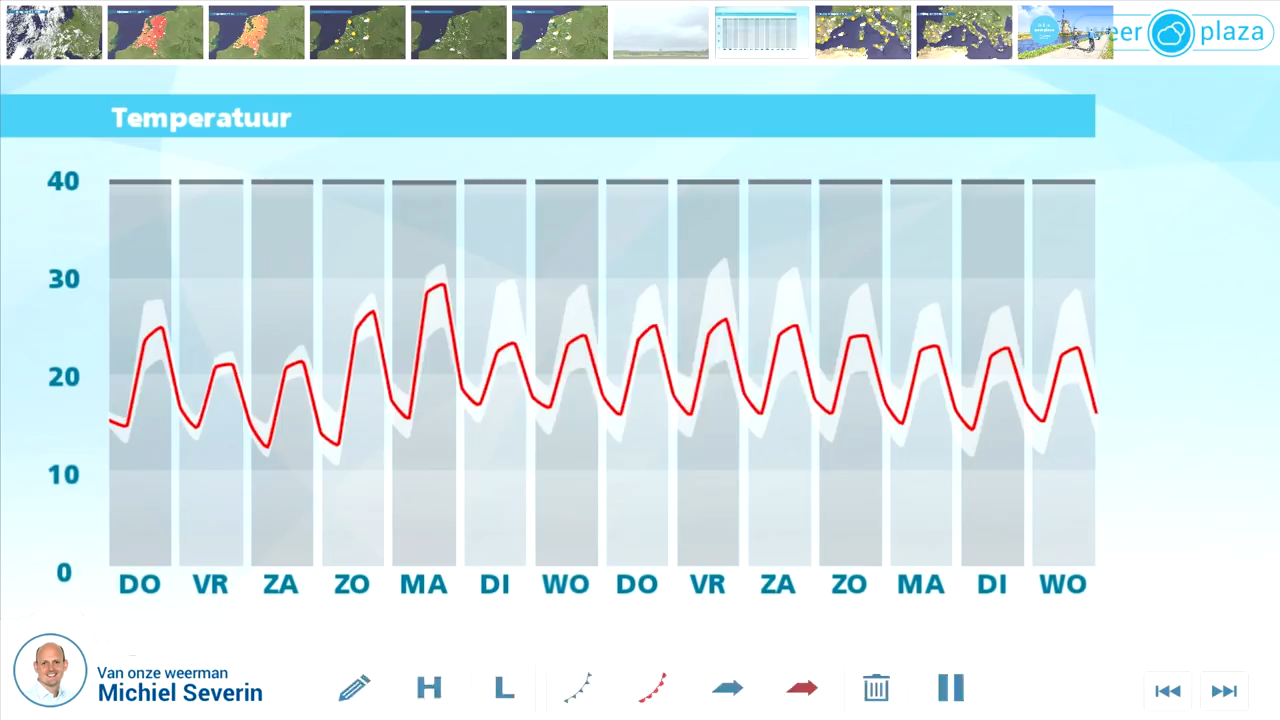 eer plaza
Temperatuur
40
30
20
10
0
DO VR ZA ZO MA DI WO DO VR ZA ZO MA DI WO
Van onze weerman
Michiel Severin
H L